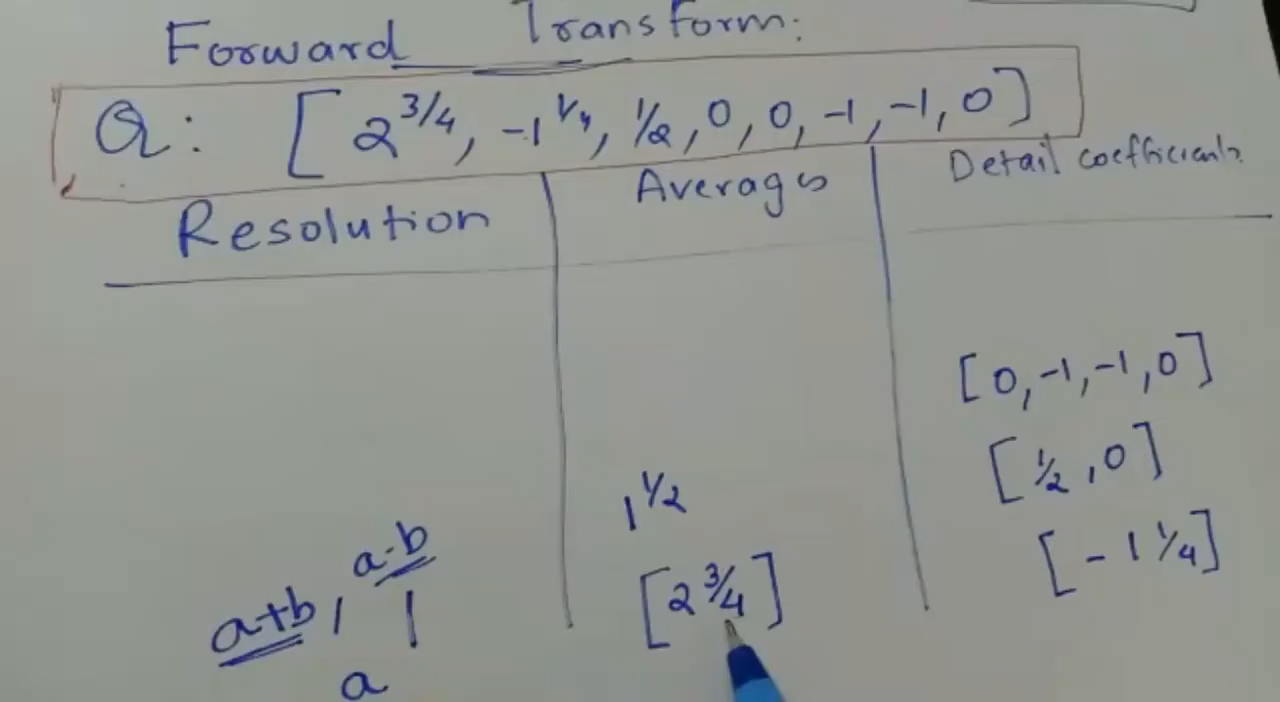 Forward Transform:
Q: [2 3/4, -1 1/4, 1/2, 0, 0, -1, -1, 0]
Resolution Averages Detail coefficients
[0, -1, -1, 0]
[1/2, 0]
1 1/2
[-1 1/4]
[2 3/4]
a+b, a-b
a